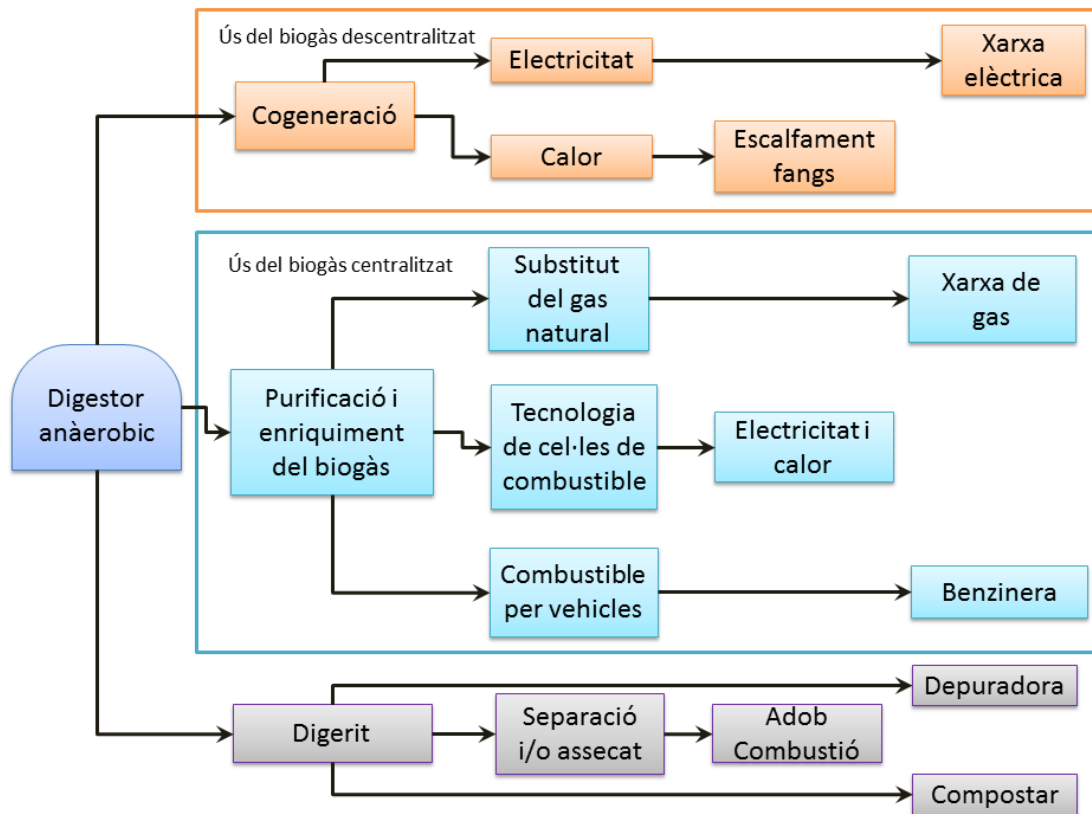 Ús del biogàs descentralitzat
Electricitat
Xarxa
elèctrica
Cogeneració
Calor
Escalfament
fangs
Ús del biogàs centralitzat
Substitut
del gas
natural
Xarxa de
gas
Digestor
anàerobic
Purificació i
enriquiment
del biogàs
Tecnologia
de cel·les de
combustible
Electricitat i
calor
Combustible
per vehicles
Benzinera
Depuradora
Digerit
Separació
i/o assecat
Adob
Combustió
Compostar